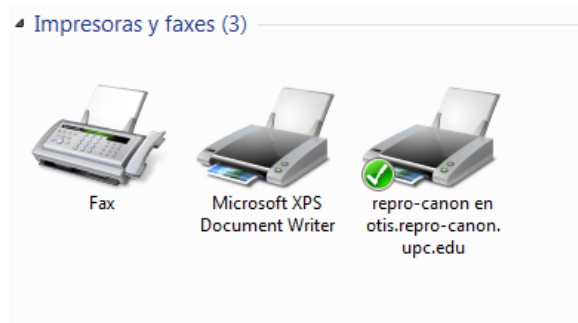 Impresoras y faxes (3)
Fax
Microsoft XPS
Document Writer
repro-canon en
otis.repro-canon.
upc.edu